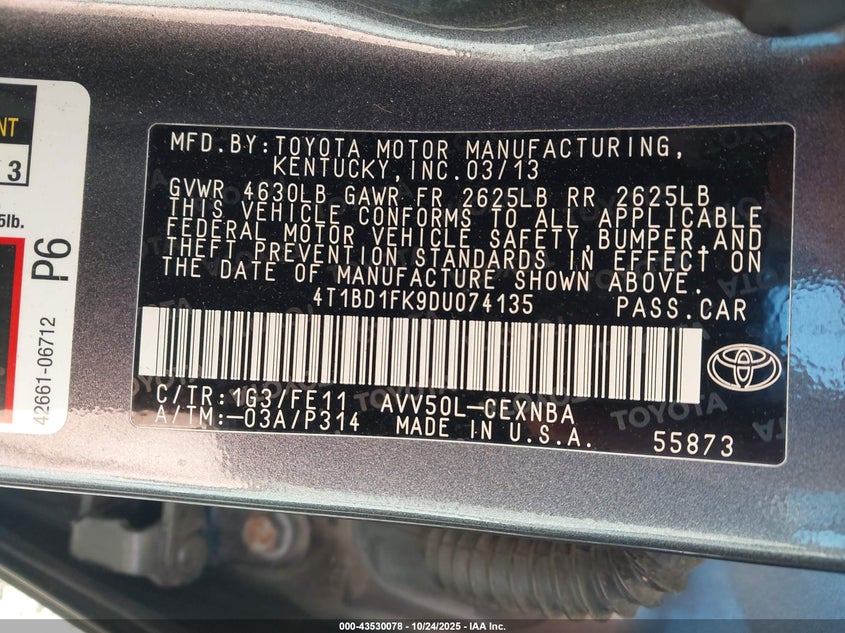 NT
3
5lb.
P6
42661-06712
MFD.BY:TOYOTA MOTOR MANUFACTURING,
KENTUCKY,INC.03/13
GVWR 4630LB GAWR FR 2625LB RR 2625LB
THIS VEHICLE CONFORMS TO ALL APPLICABLE
FEDERAL MOTOR VEHICLE SAFETY,BUMPER,AND
THEFT PREVENTION STANDARDS IN EFFECT ON
THE DATE OF MANUFACTURE SHOWN ABOVE.
4T1BD1FK9DU074135 PASS.CAR
C/TR:1G3/FE11 AVV50L-CEXNBA
A/TM:-03A/P314 MADE IN U.S.A. 55873
000-43530078 - 10/24/2025 - IAA Inc.